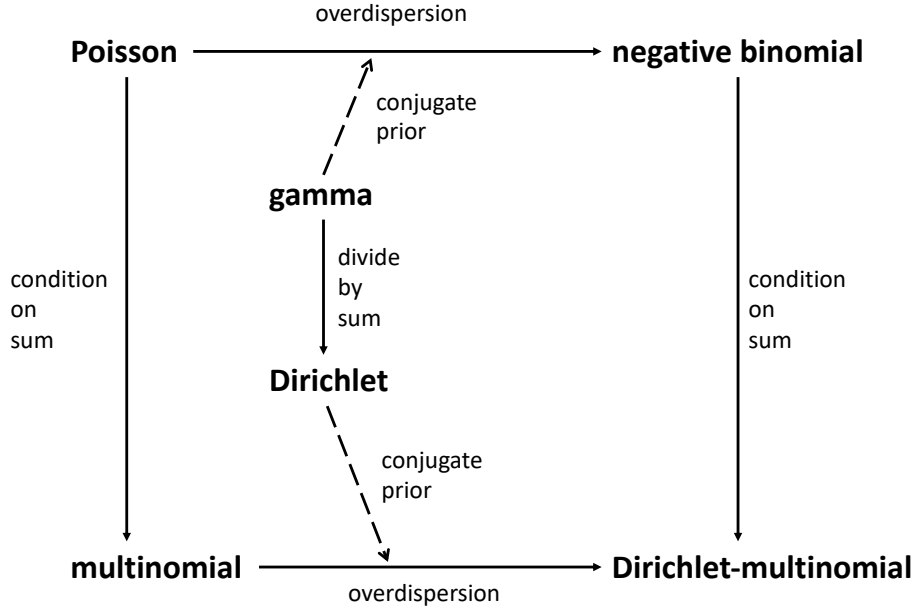 overdispersion
Poisson
negative binomial
conjugate
prior
gamma
divide
by
sum
condition
on
sum
condition
on
sum
Dirichlet
conjugate
prior
multinomial
Dirichlet-multinomial
overdispersion